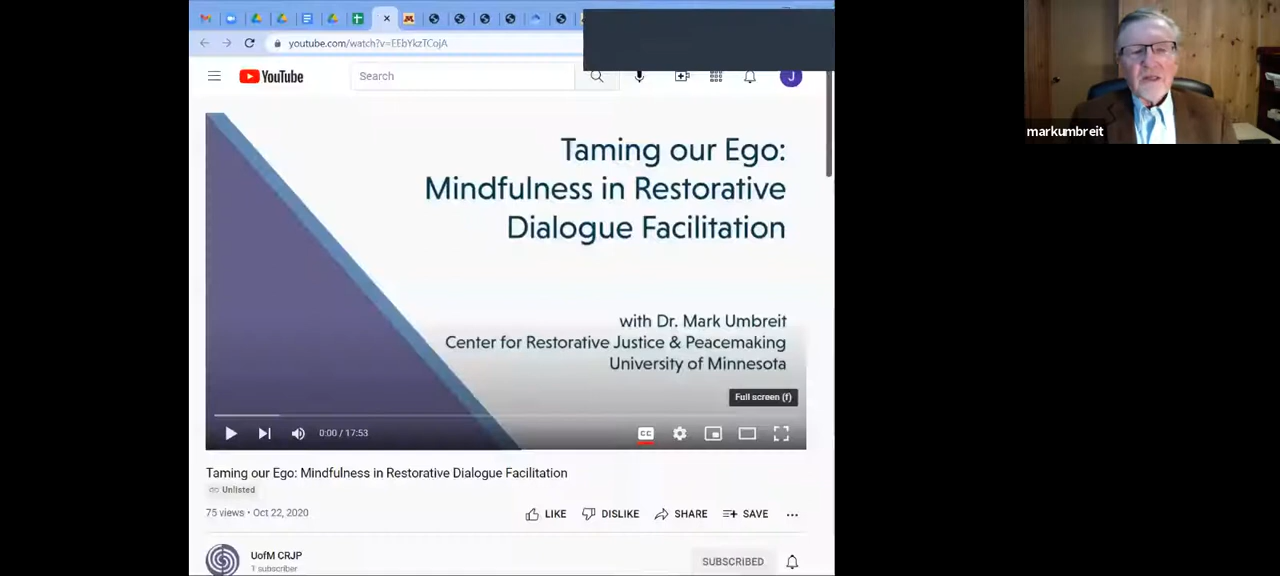 youtube.com/watch?v=EEbYkzTCojA
YouTube
Search
J
Taming our Ego:
Mindfulness in Restorative
Dialogue Facilitation
with Dr. Mark Umbreit
Center for Restorative Justice & Peacemaking
University of Minnesota
Full screen (f)
0:00 / 17:53
CC
Taming our Ego: Mindfulness in Restorative Dialogue Facilitation
Unlisted
75 views • Oct 22, 2020
LIKE
DISLIKE
SHARE
SAVE
UofM CRJP
1 subscriber
SUBSCRIBED
markumbreit